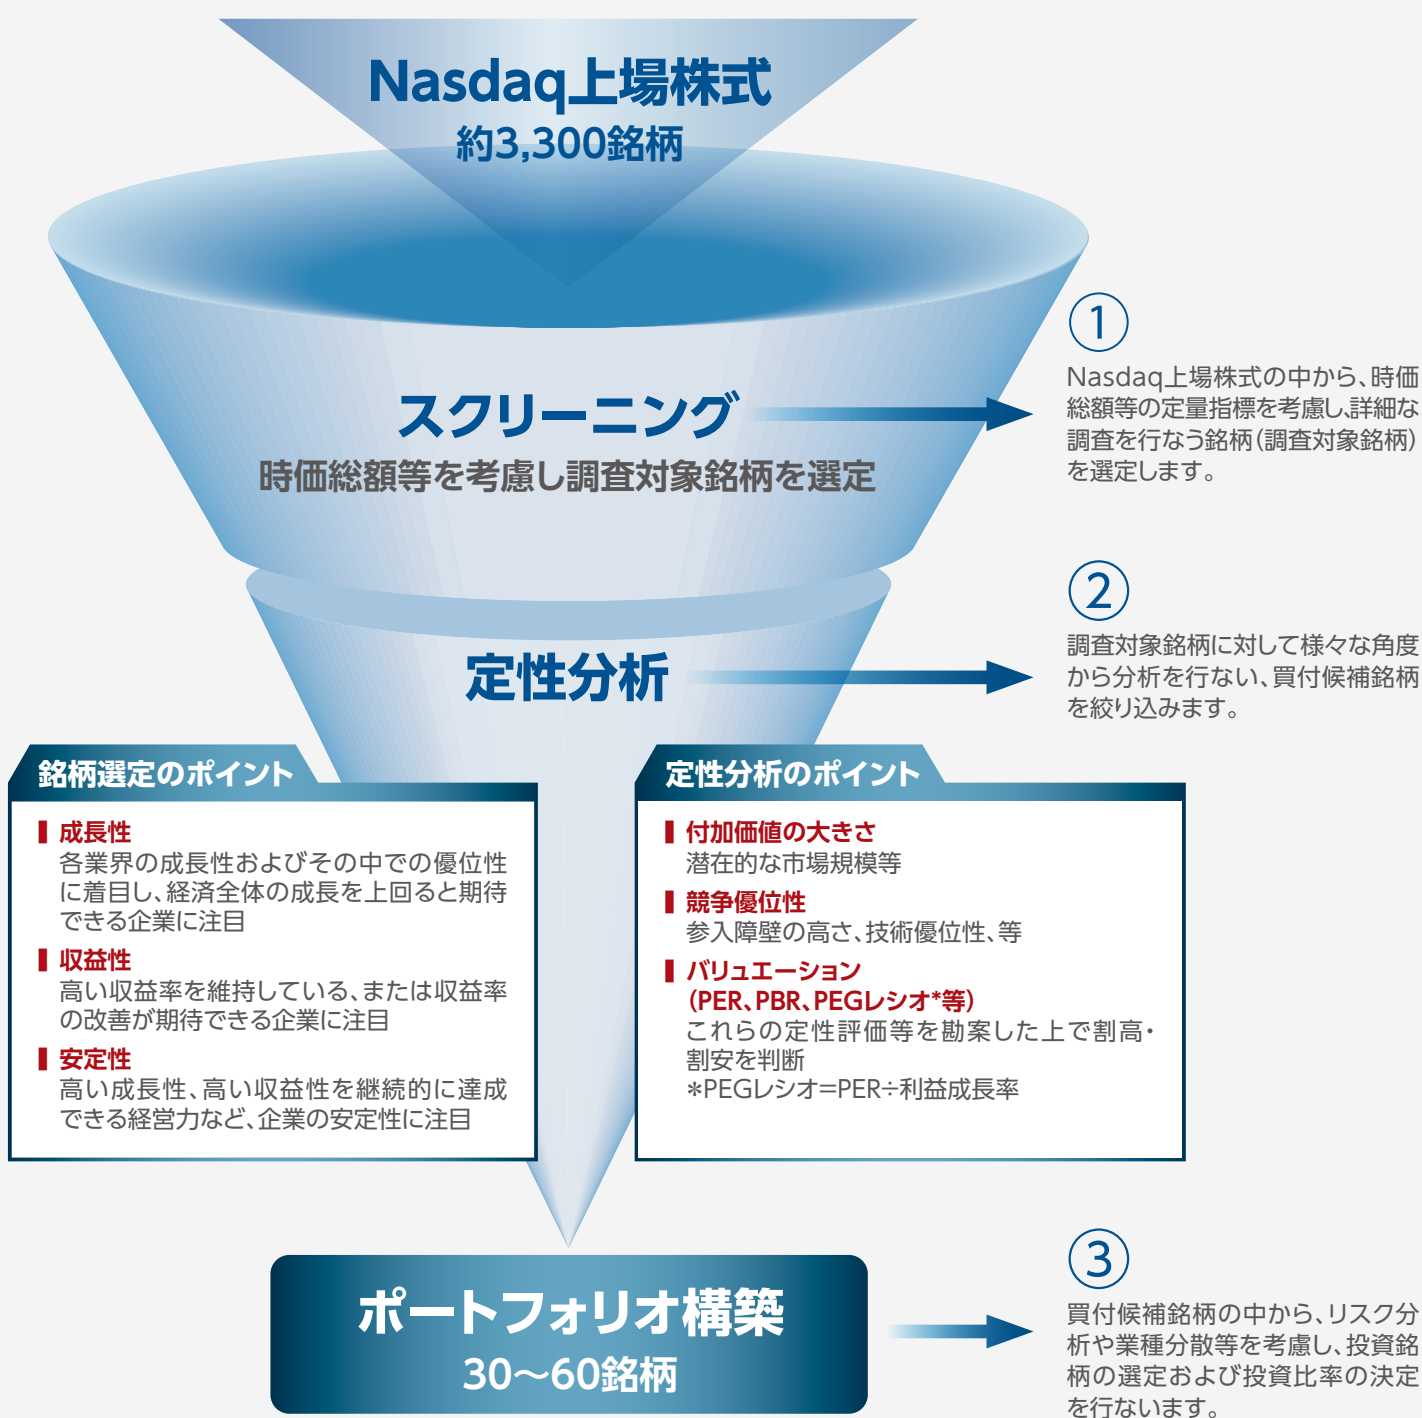 Nasdaq上場株式
約3,300銘柄
スクリーニング
時価総額等を考慮し調査対象銘柄を選定
①
Nasdaq上場株式の中から、時価
総額等の定量指標を考慮し、詳細な
調査を行なう銘柄（調査対象銘柄）
を選定します。
定性分析
②
調査対象銘柄に対して様々な角度
から分析を行ない、買付候補銘柄
を絞り込みます。
銘柄選定のポイント
成長性
各業界の成長性およびその中での優位性
に着目し、経済全体の成長を上回ると期待
できる企業に注目
収益性
高い収益率を維持している、または収益率
の改善が期待できる企業に注目
安定性
高い成長性、高い収益性を継続的に達成
できる経営力など、企業の安定性に注目
定性分析のポイント
付加価値の大きさ
潜在的な市場規模等
競争優位性
参入障壁の高さ、技術優位性、等
バリュエーション
（PER、PBR、PEGレシオ*等）
これらの定性評価等を勘案した上で割高・
割安を判断
＊PEGレシオ＝PER÷利益成長率
ポートフォリオ構築
30～60銘柄
③
買付候補銘柄の中から、リスク分
析や業種分散等を考慮し、投資銘
柄の選定および投資比率の決定
を行ないます。